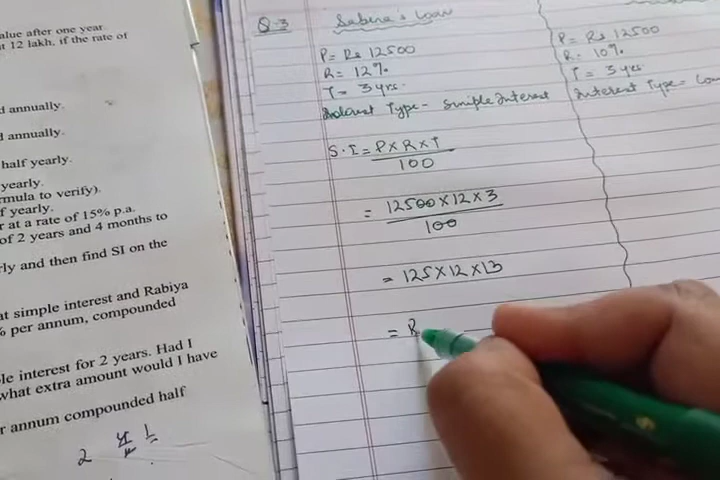 alue after one year
t 12 lakh, if the rate of
d annually.
d annually.
half yearly.
yearly.
rmula to verify).
f yearly.
r at a rate of 15% p.a.
of 2 years and 4 months to
rly and then find SI on the
at simple interest and Rabiya
% per annum, compounded
le interest for 2 years. Had I
what extra amount would I have
r annum compounded half
2
Q.3 Sabina's Loan
P = Rs 12500
R = 12%
T = 3 yrs.
Interest Type - Simple Interest
S.I = P × R × T
100
= 12500 × 12 × 3
100
= 125 × 12 × 13
= R
P = Rs 12500
R = 10%
T = 3 yrs
Interest Type =